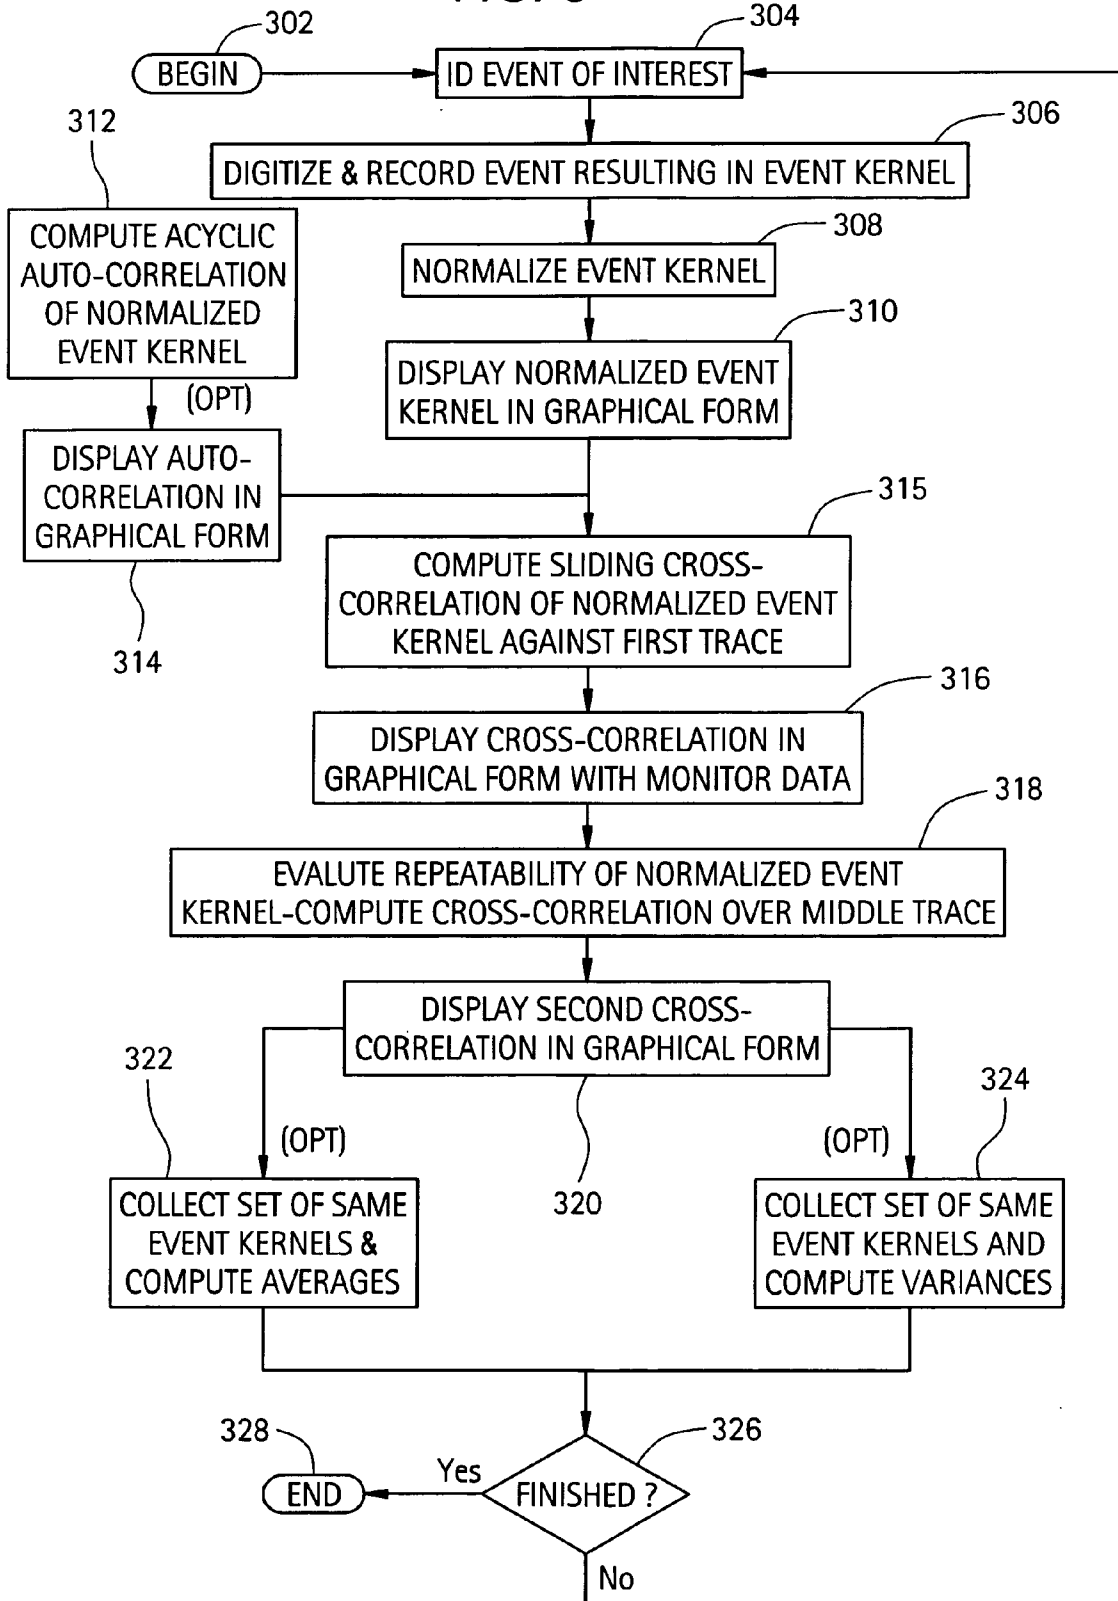 302
304
BEGIN
ID EVENT OF INTEREST
312
306
DIGITIZE & RECORD EVENT RESULTING IN EVENT KERNEL
COMPUTE ACYCLIC
AUTO-CORRELATION
OF NORMALIZED
EVENT KERNEL
308
NORMALIZE EVENT KERNEL
310
DISPLAY NORMALIZED EVENT
KERNEL IN GRAPHICAL FORM
(OPT)
DISPLAY AUTO-
CORRELATION IN
GRAPHICAL FORM
314
315
COMPUTE SLIDING CROSS-
CORRELATION OF NORMALIZED EVENT
KERNEL AGAINST FIRST TRACE
316
DISPLAY CROSS-CORRELATION IN
GRAPHICAL FORM WITH MONITOR DATA
318
EVALUTE REPEATABILITY OF NORMALIZED EVENT
KERNEL-COMPUTE CROSS-CORRELATION OVER MIDDLE TRACE
DISPLAY SECOND CROSS-
CORRELATION IN GRAPHICAL FORM
320
322
(OPT)
COLLECT SET OF SAME
EVENT KERNELS &
COMPUTE AVERAGES
324
(OPT)
COLLECT SET OF SAME
EVENT KERNELS AND
COMPUTE VARIANCES
326
FINISHED ?
328
Yes
END
No